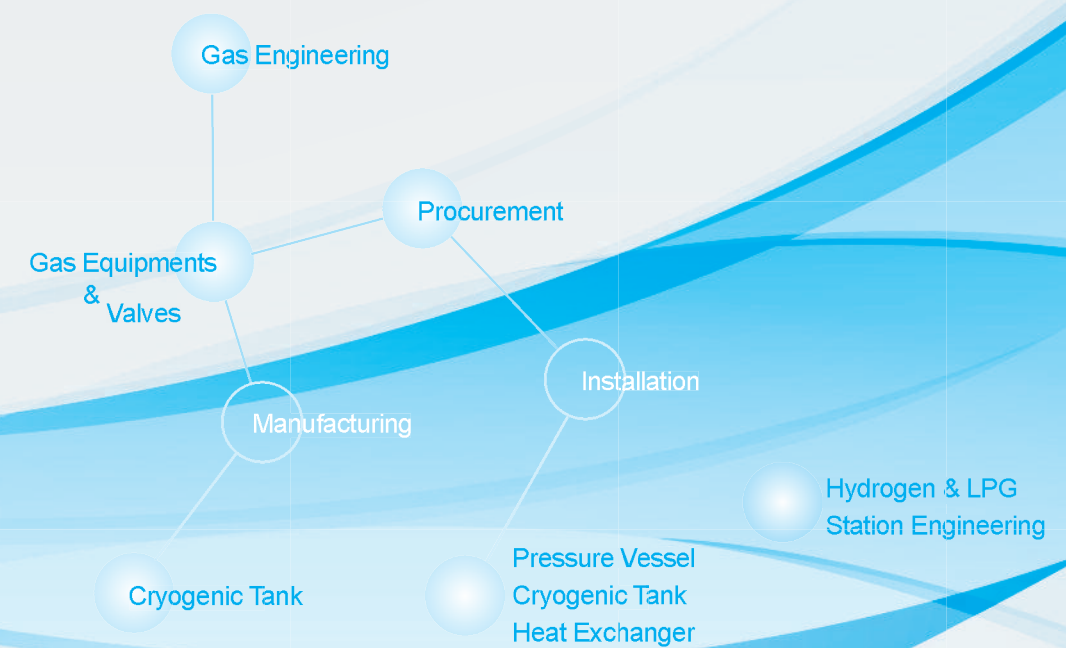 Gas Engineering
Procurement
Gas Equipments
&
Valves
Installation
Manufacturing
Hydrogen & LPG
Station Engineering
Cryogenic Tank
Pressure Vessel
Cryogenic Tank
Heat Exchanger